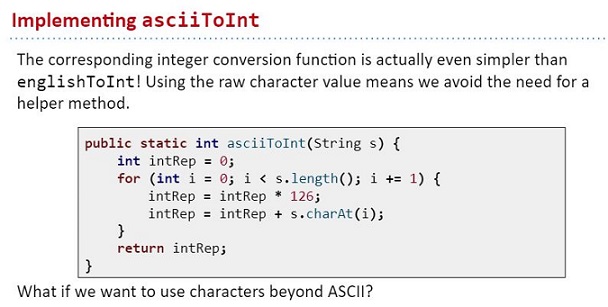 Implementing asciiToInt
The corresponding integer conversion function is actually even simpler than
englishToInt! Using the raw character value means we avoid the need for a
helper method.
public static int asciiToInt(String s) {
    int intRep = 0;
    for (int i = 0; i < s.length(); i += 1) {
        intRep = intRep * 126;
        intRep = intRep + s.charAt(i);
    }
    return intRep;
}
What if we want to use characters beyond ASCII?